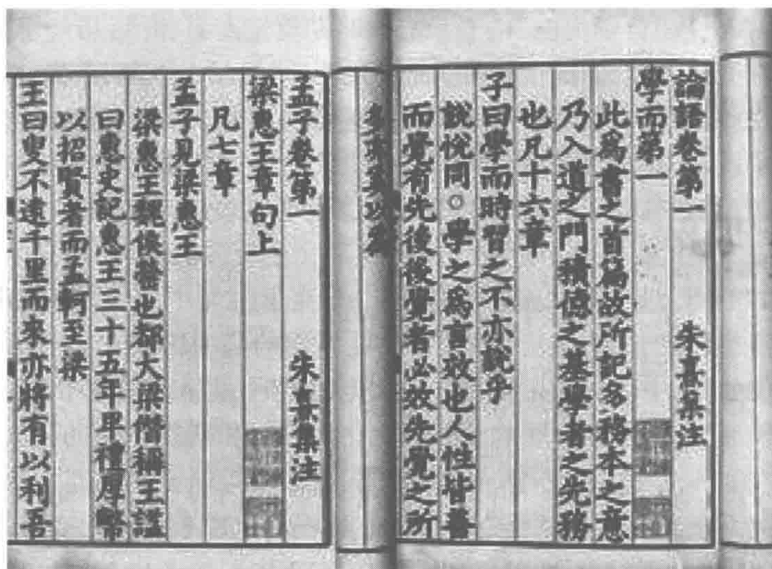 論語卷第一 朱熹集注
學而第一
此爲書之首篇故所記多務本之意
乃入道之門積德之基學者之先務
也凡十六章
子曰學而時習之不亦說乎
說悅同○學之爲言效也人性皆善
而覺有先後後覺者必效先覺之所
孟子卷第一 朱熹集注
梁惠王章句上
凡七章
孟子見梁惠王
梁惠王魏侯罃也都大梁僭稱王諡
曰惠史記惠王三十五年卑禮厚幣
以招賢者而孟軻至梁
王曰叟不遠千里而來亦將有以利吾